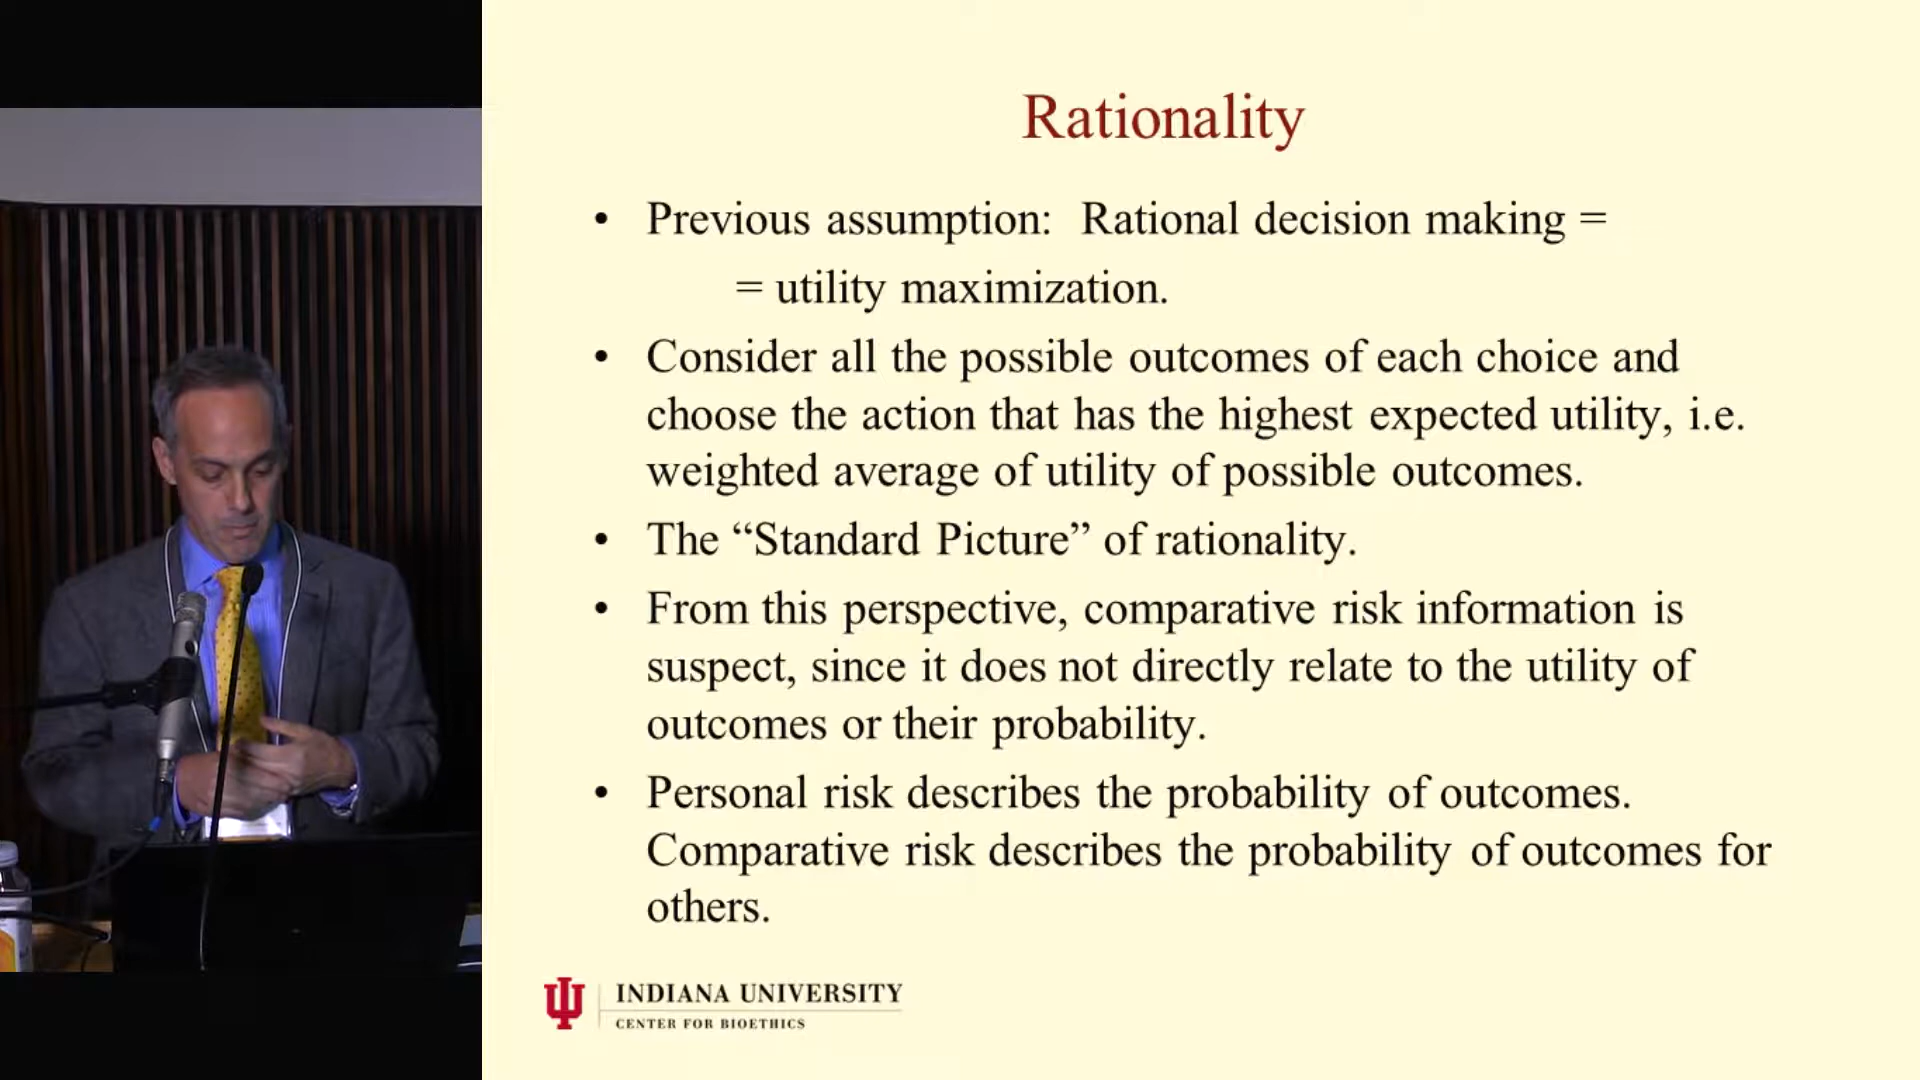 Rationality
• Previous assumption: Rational decision making =
= utility maximization.
• Consider all the possible outcomes of each choice and
choose the action that has the highest expected utility, i.e.
weighted average of utility of possible outcomes.
• The “Standard Picture” of rationality.
• From this perspective, comparative risk information is
suspect, since it does not directly relate to the utility of
outcomes or their probability.
• Personal risk describes the probability of outcomes.
Comparative risk describes the probability of outcomes for
others.
INDIANA UNIVERSITY
CENTER FOR BIOETHICS